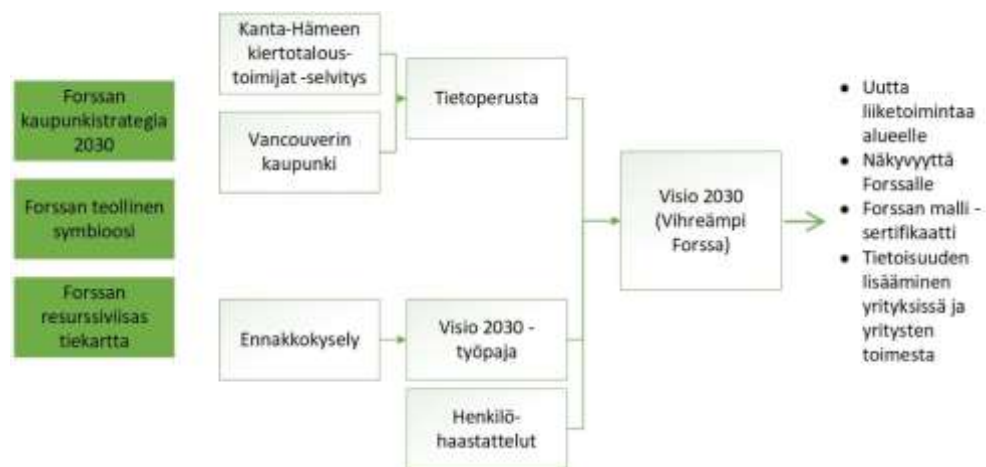 Forssan
kaupunkistrategia
2030
Forssan teollinen
symbioosi
Forssan
resurssiviisas
tiekartta
Kanta-Hämeen
kiertotalous-
toimijat -selvitys
Vancouverin
kaupunki
Ennakkokysely
Tietoperusta
Visio 2030 -
työpaja
Henkilö-
haastattelut
Visio 2030
(Vihreämpi
Forssa)
● Uutta
liiketoimintaa
alueelle
● Näkyvyyttä
Forssalle
● Forssan malli -
sertifikaatti
● Tietoisuuden
lisääminen
yrityksissä ja
yritysten
toimesta